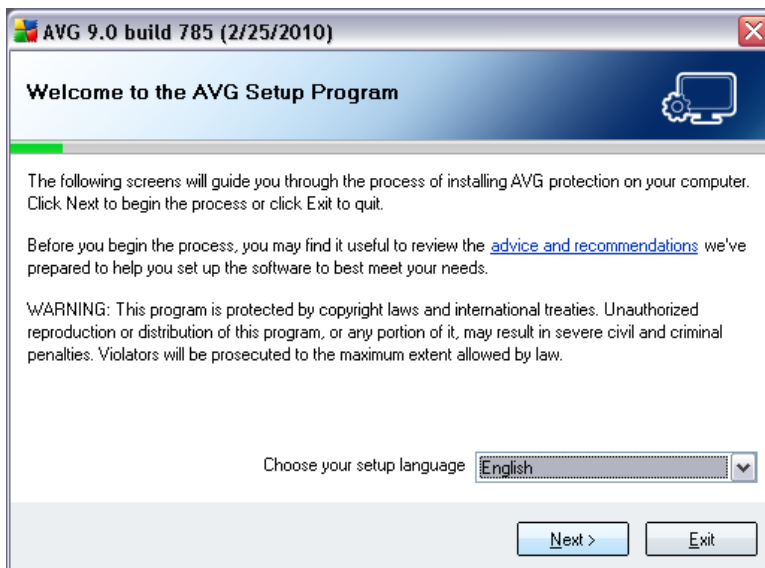 AVG 9.0 build 785 (2/25/2010)
Welcome to the AVG Setup Program
The following screens will guide you through the process of installing AVG protection on your computer.
Click Next to begin the process or click Exit to quit.
Before you begin the process, you may find it useful to review the advice and recommendations we've
prepared to help you set up the software to best meet your needs.
WARNING: This program is protected by copyright laws and international treaties. Unauthorized
reproduction or distribution of this program, or any portion of it, may result in severe civil and criminal
penalties. Violators will be prosecuted to the maximum extent allowed by law.
Choose your setup language English
Next > Exit